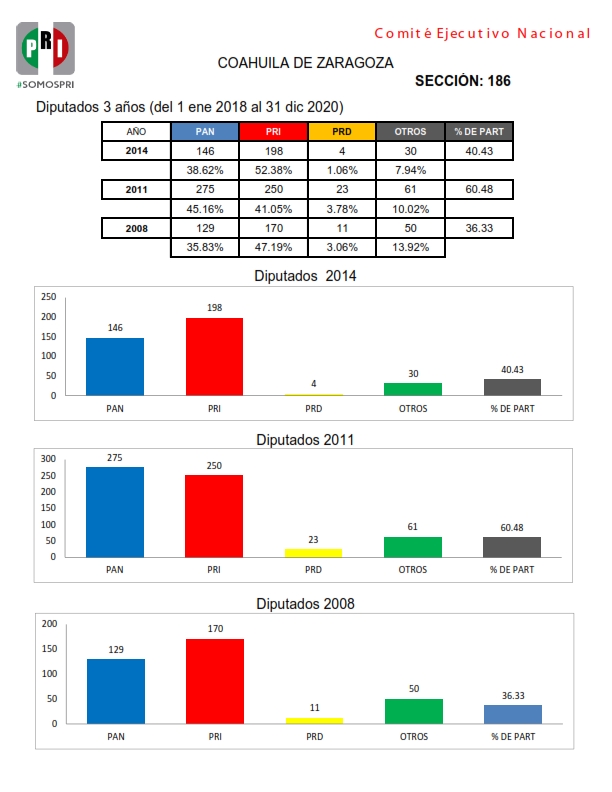 PRI
#SOMOSPRI
Comité Ejecutivo Nacional
COAHUILA DE ZARAGOZA
SECCIÓN: 186
Diputados 3 años (del 1 ene 2018 al 31 dic 2020)
AÑO PAN PRI PRD OTROS % DE PART
2014 146 198 4 30 40.43
38.62% 52.38% 1.06% 7.94%
2011 275 250 23 61 60.48
45.16% 41.05% 3.78% 10.02%
2008 129 170 11 50 36.33
35.83% 47.19% 3.06% 13.92%
Diputados 2014
250
200
150
100
50
0
146 198 4 30 40.43
PAN PRI PRD OTROS % DE PART
Diputados 2011
300
250
200
150
100
50
0
275 250 23 61 60.48
PAN PRI PRD OTROS % DE PART
Diputados 2008
200
150
100
50
0
129 170 11 50 36.33
PAN PRI PRD OTROS % DE PART